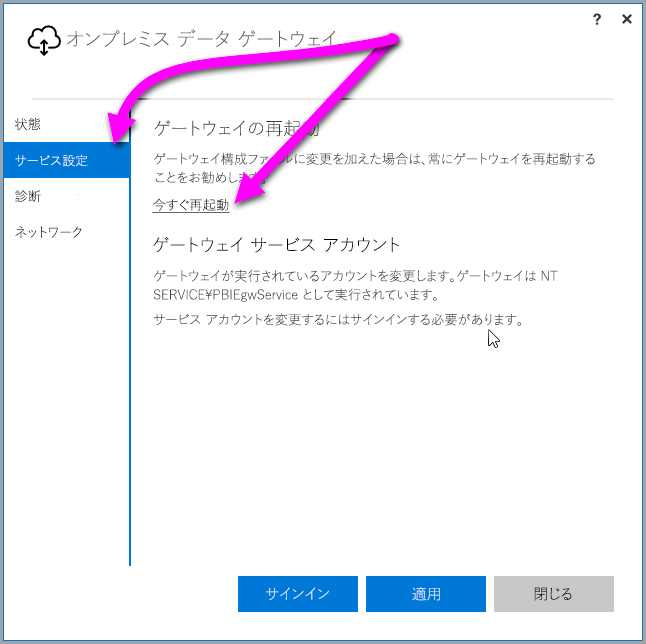 ? ×
オンプレミス データ ゲートウェイ
状態
サービス設定
診断
ネットワーク
ゲートウェイの再起動
ゲートウェイ構成ファイルに変更を加えた場合は、常にゲートウェイを再起動する
ことをお勧めします。
今すぐ再起動
ゲートウェイ サービス アカウント
ゲートウェイが実行されているアカウントを変更します。ゲートウェイは NT
SERVICE¥PBIEgwService として実行されています。
サービス アカウントを変更するにはサインインする必要があります。
サインイン
適用
閉じる